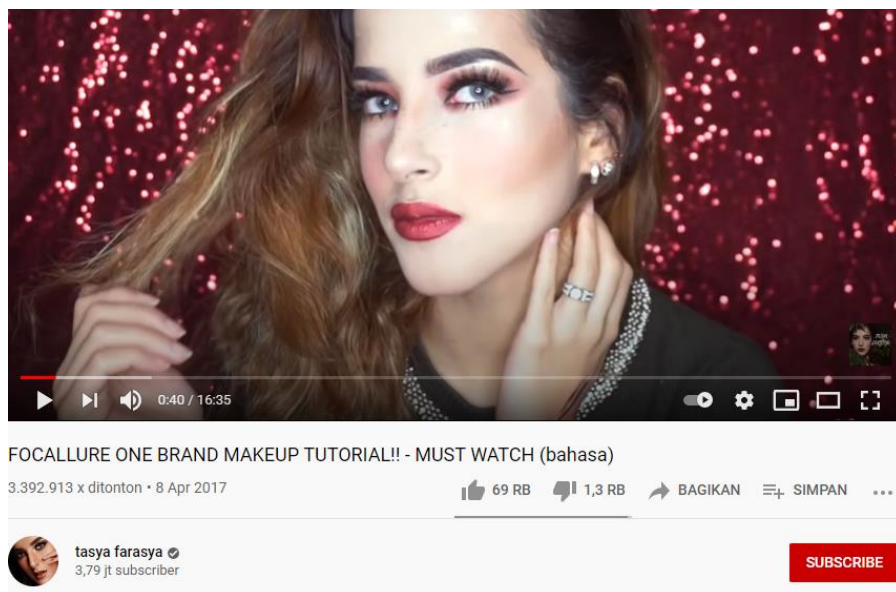 0:40 / 16:35
FOCALLURE ONE BRAND MAKEUP TUTORIAL!! - MUST WATCH (bahasa)
3.392.913 x ditonton • 8 Apr 2017 69 RB 1,3 RB BAGIKAN SIMPAN
tasya farasya
3,79 jt subscriber
SUBSCRIBE